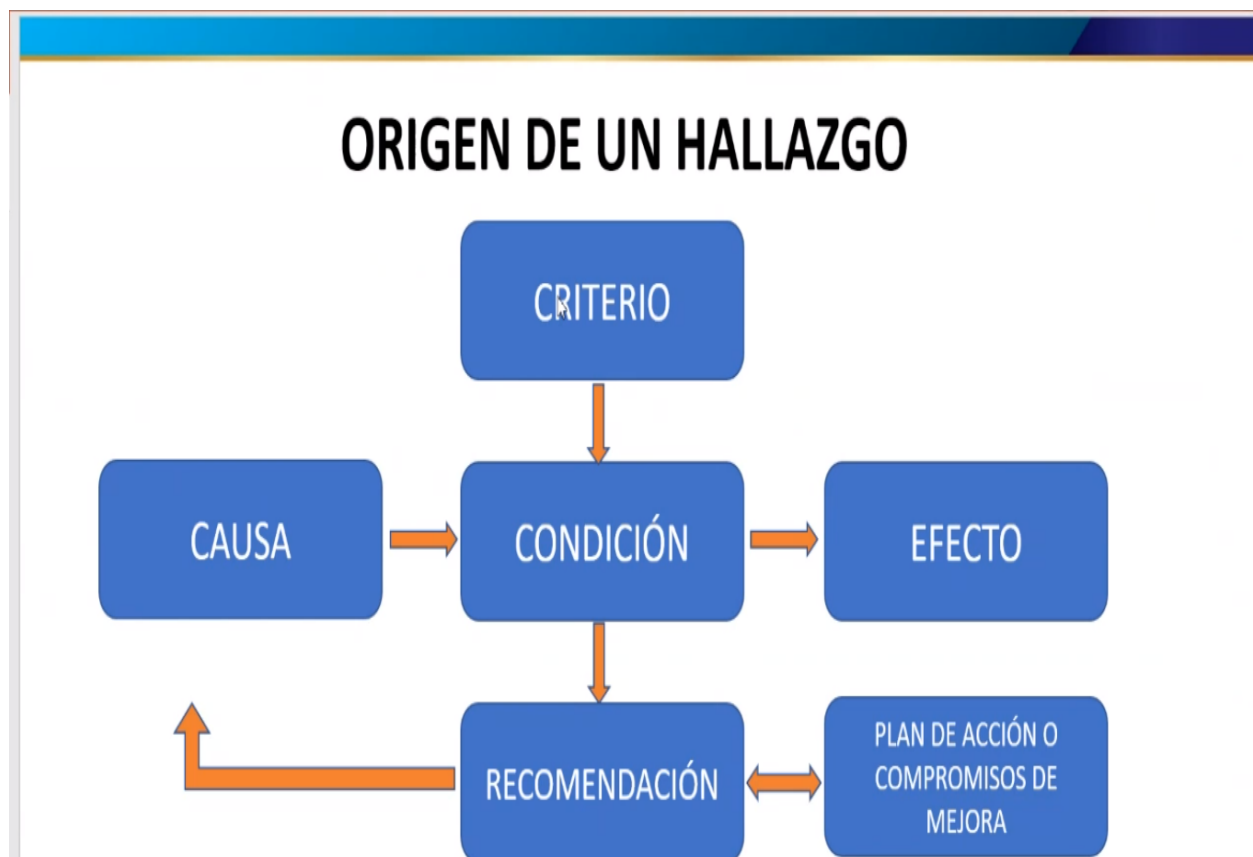 ORIGEN DE UN HALLAZGO
CRITERIO
CAUSA
CONDICIÓN
EFECTO
RECOMENDACIÓN
PLAN DE ACCIÓN O
COMPROMISOS DE
MEJORA